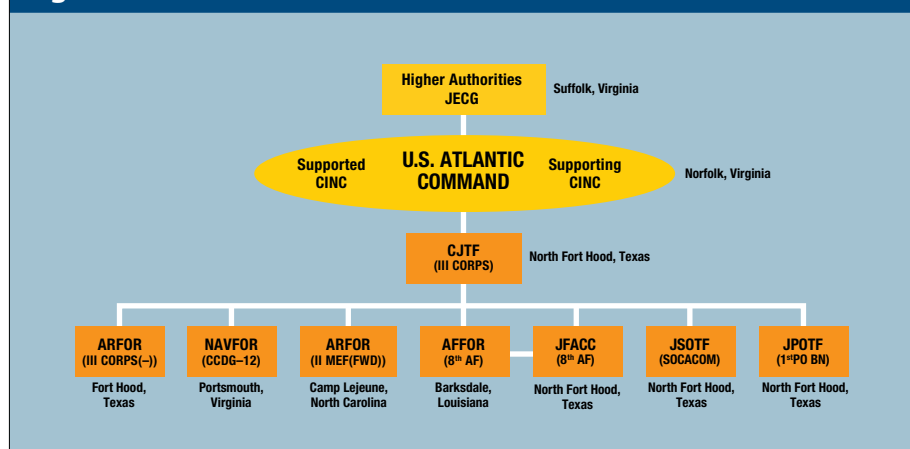 Higher Authorities
JECG
Suffolk, Virginia
Supported
CINC
U.S. ATLANTIC
COMMAND
Supporting
CINC
Norfolk, Virginia
CJTF
(III CORPS)
North Fort Hood, Texas
ARFOR
(III CORPS(–))
Fort Hood,
Texas
NAVFOR
(CCDG–12)
Portsmouth,
Virginia
ARFOR
(II MEF(FWD))
Camp Lejeune,
North Carolina
AFFOR
(8th AF)
Barksdale,
Louisiana
JFACC
(8th AF)
North Fort Hood,
Texas
JSOTF
(SOCACOM)
North Fort Hood,
Texas
JPOTF
(1stPO BN)
North Fort Hood,
Texas